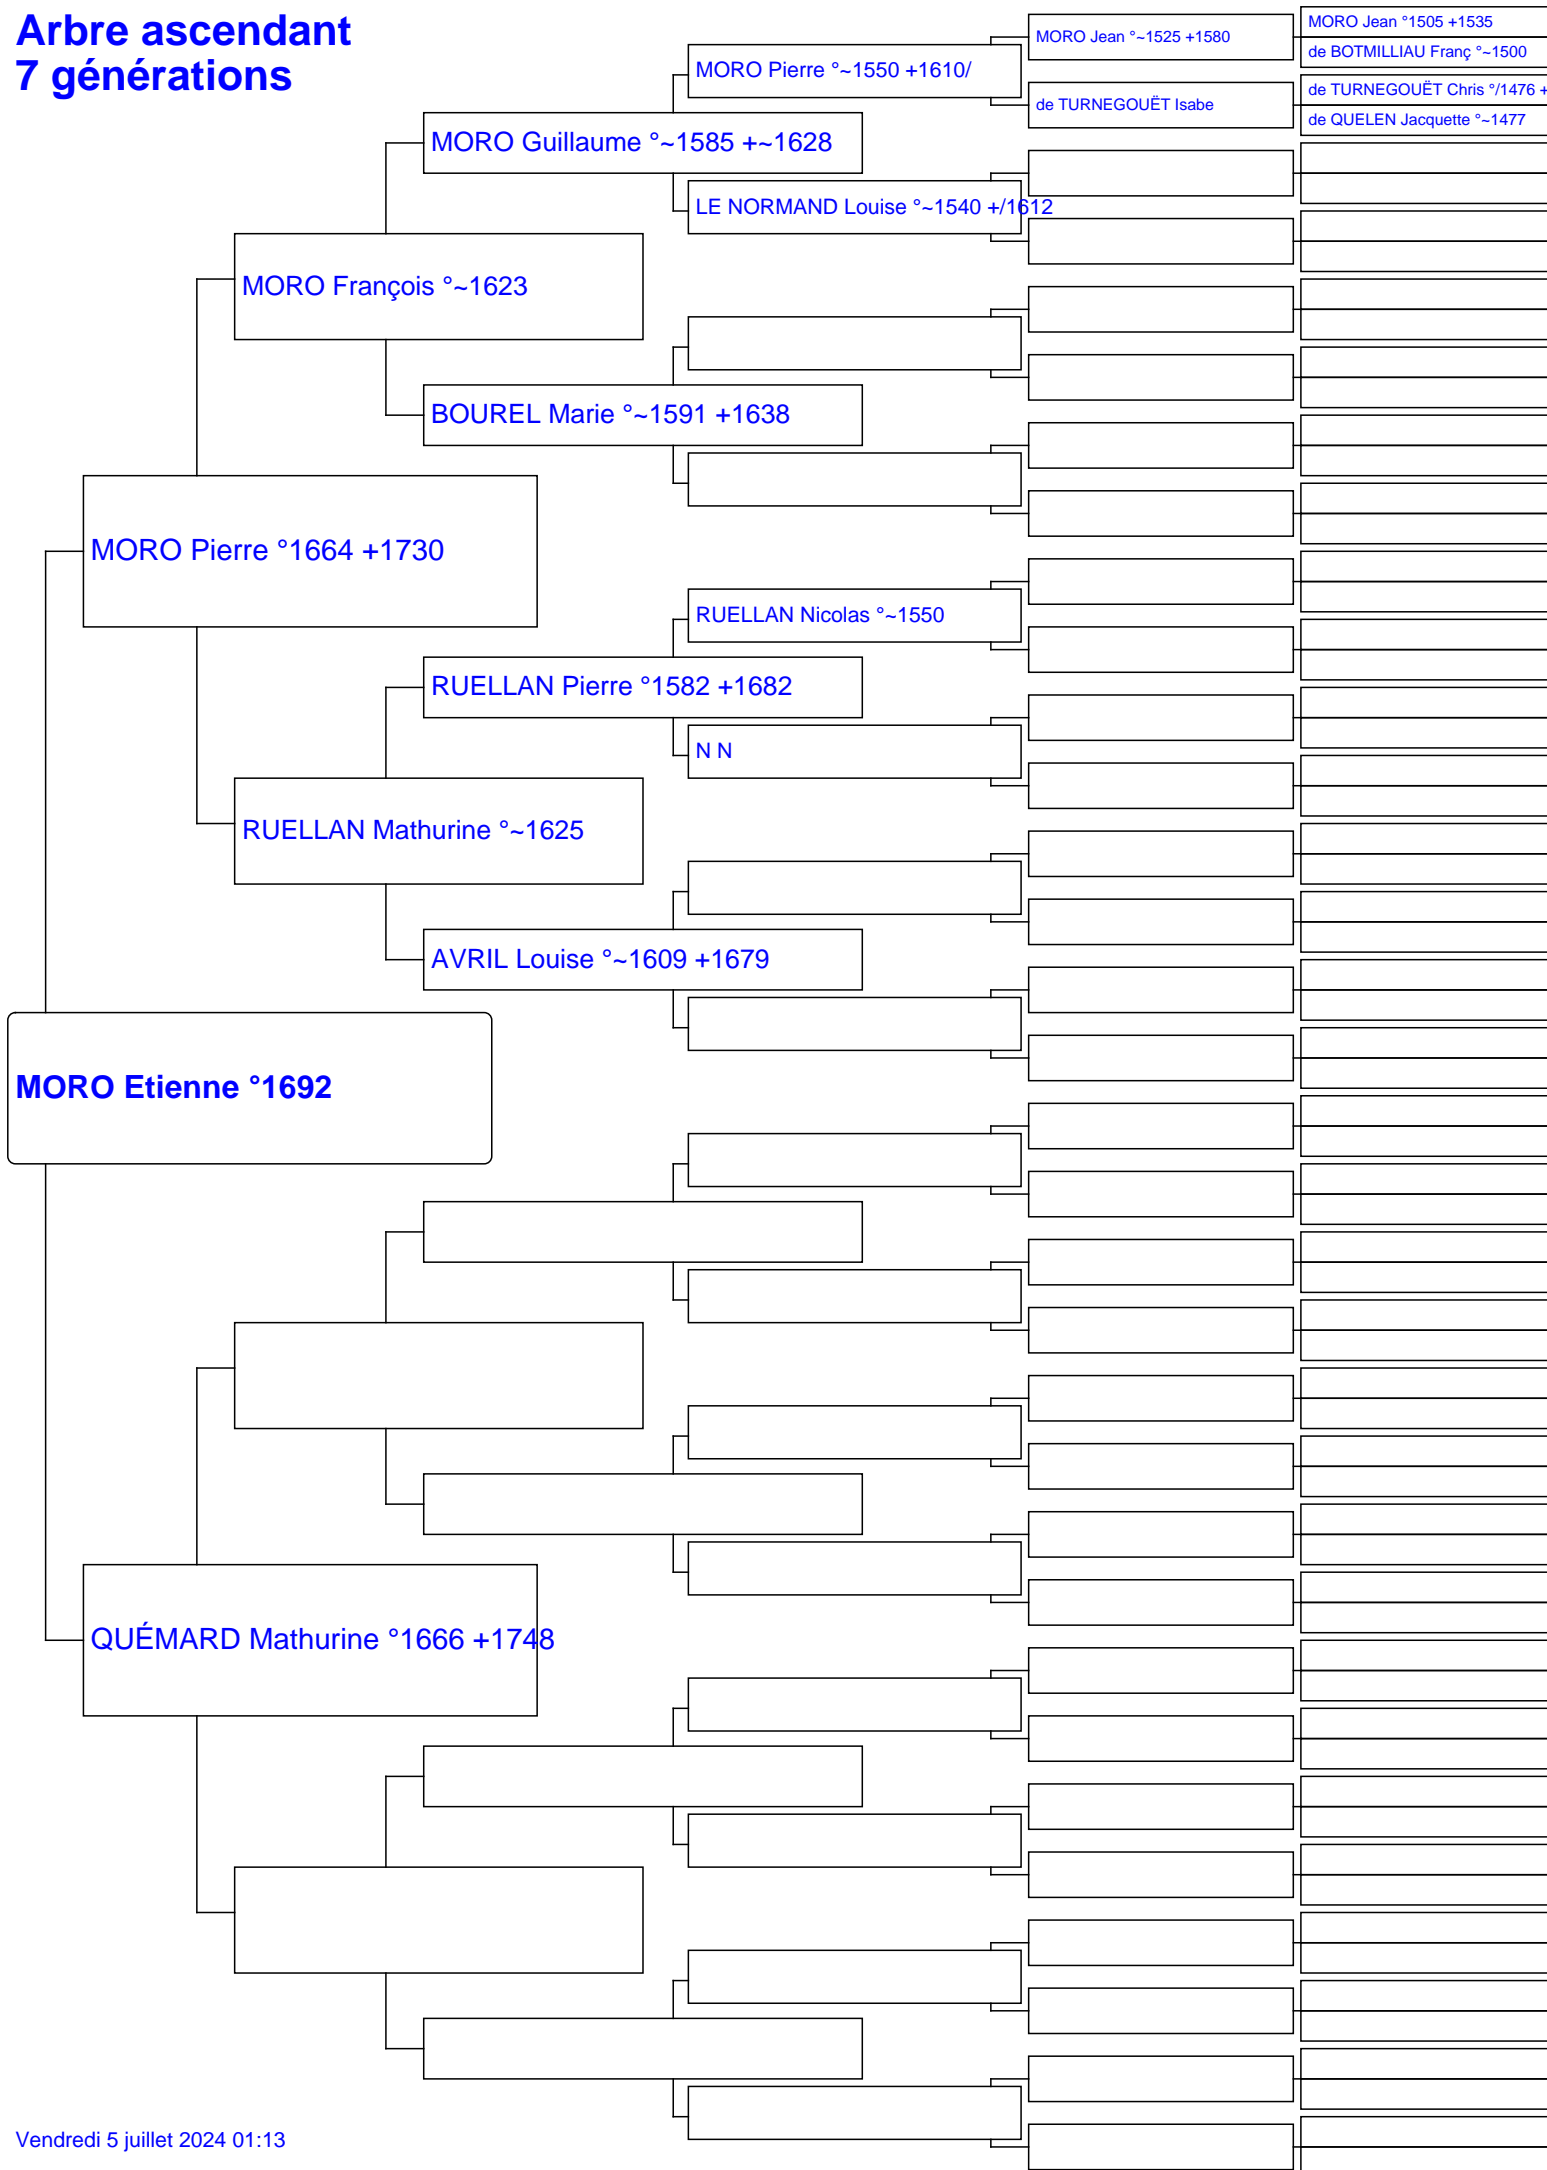 Arbre ascendant
7 générations
MORO Jean °1505 +1535
MORO Jean °~1525 +1580
de BOTMILLIAU Franç °~1500
MORO Pierre °~1550 +1610/
de TURNEGOUËT Chris °/1476 +
de TURNEGOUËT Isabe
de QUELEN Jacquette °~1477
MORO Guillaume °~1585 +~1628
LE NORMAND Louise °~1540 +/1612
MORO François °~1623
BOUREL Marie °~1591 +1638
MORO Pierre °1664 +1730
RUELLAN Nicolas °~1550
RUELLAN Pierre °1582 +1682
N N
RUELLAN Mathurine °~1625
AVRIL Louise °~1609 +1679
MORO Etienne °1692
QUÉMARD Mathurine °1666 +1748
Vendredi 5 juillet 2024 01:13